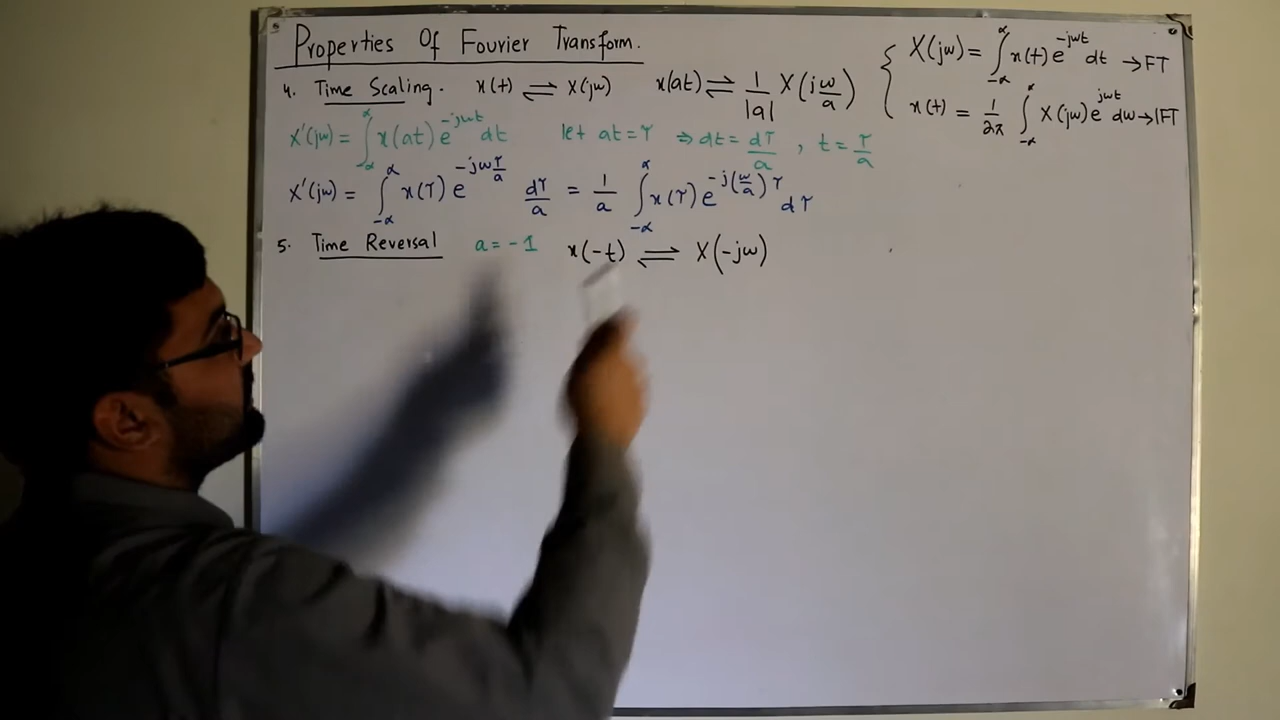 Properties Of Fourier Transform.
4. Time Scaling. x(t) ⇌ X(jω) x(at) ⇌ 1/|a| X(j ω/a)
X'(jω) = ∫_{-∝}^{∝} x(at) e^{-jωt} dt let at = τ ⇒ dt = dτ/a , t = τ/a
X'(jω) = ∫_{-∝}^{∝} x(τ) e^{-jω τ/a} dτ/a = 1/a ∫_{-∝}^{∝} x(τ) e^{-j(ω/a)τ} dτ
5. Time Reversal a = -1 x(-t) ⇌ X(-jω)
{ X(jω) = ∫_{-∝}^{∝} x(t) e^{-jωt} dt → FT
x(t) = 1/2π ∫_{-∝}^{∝} X(jω) e^{jωt} dω → IFT